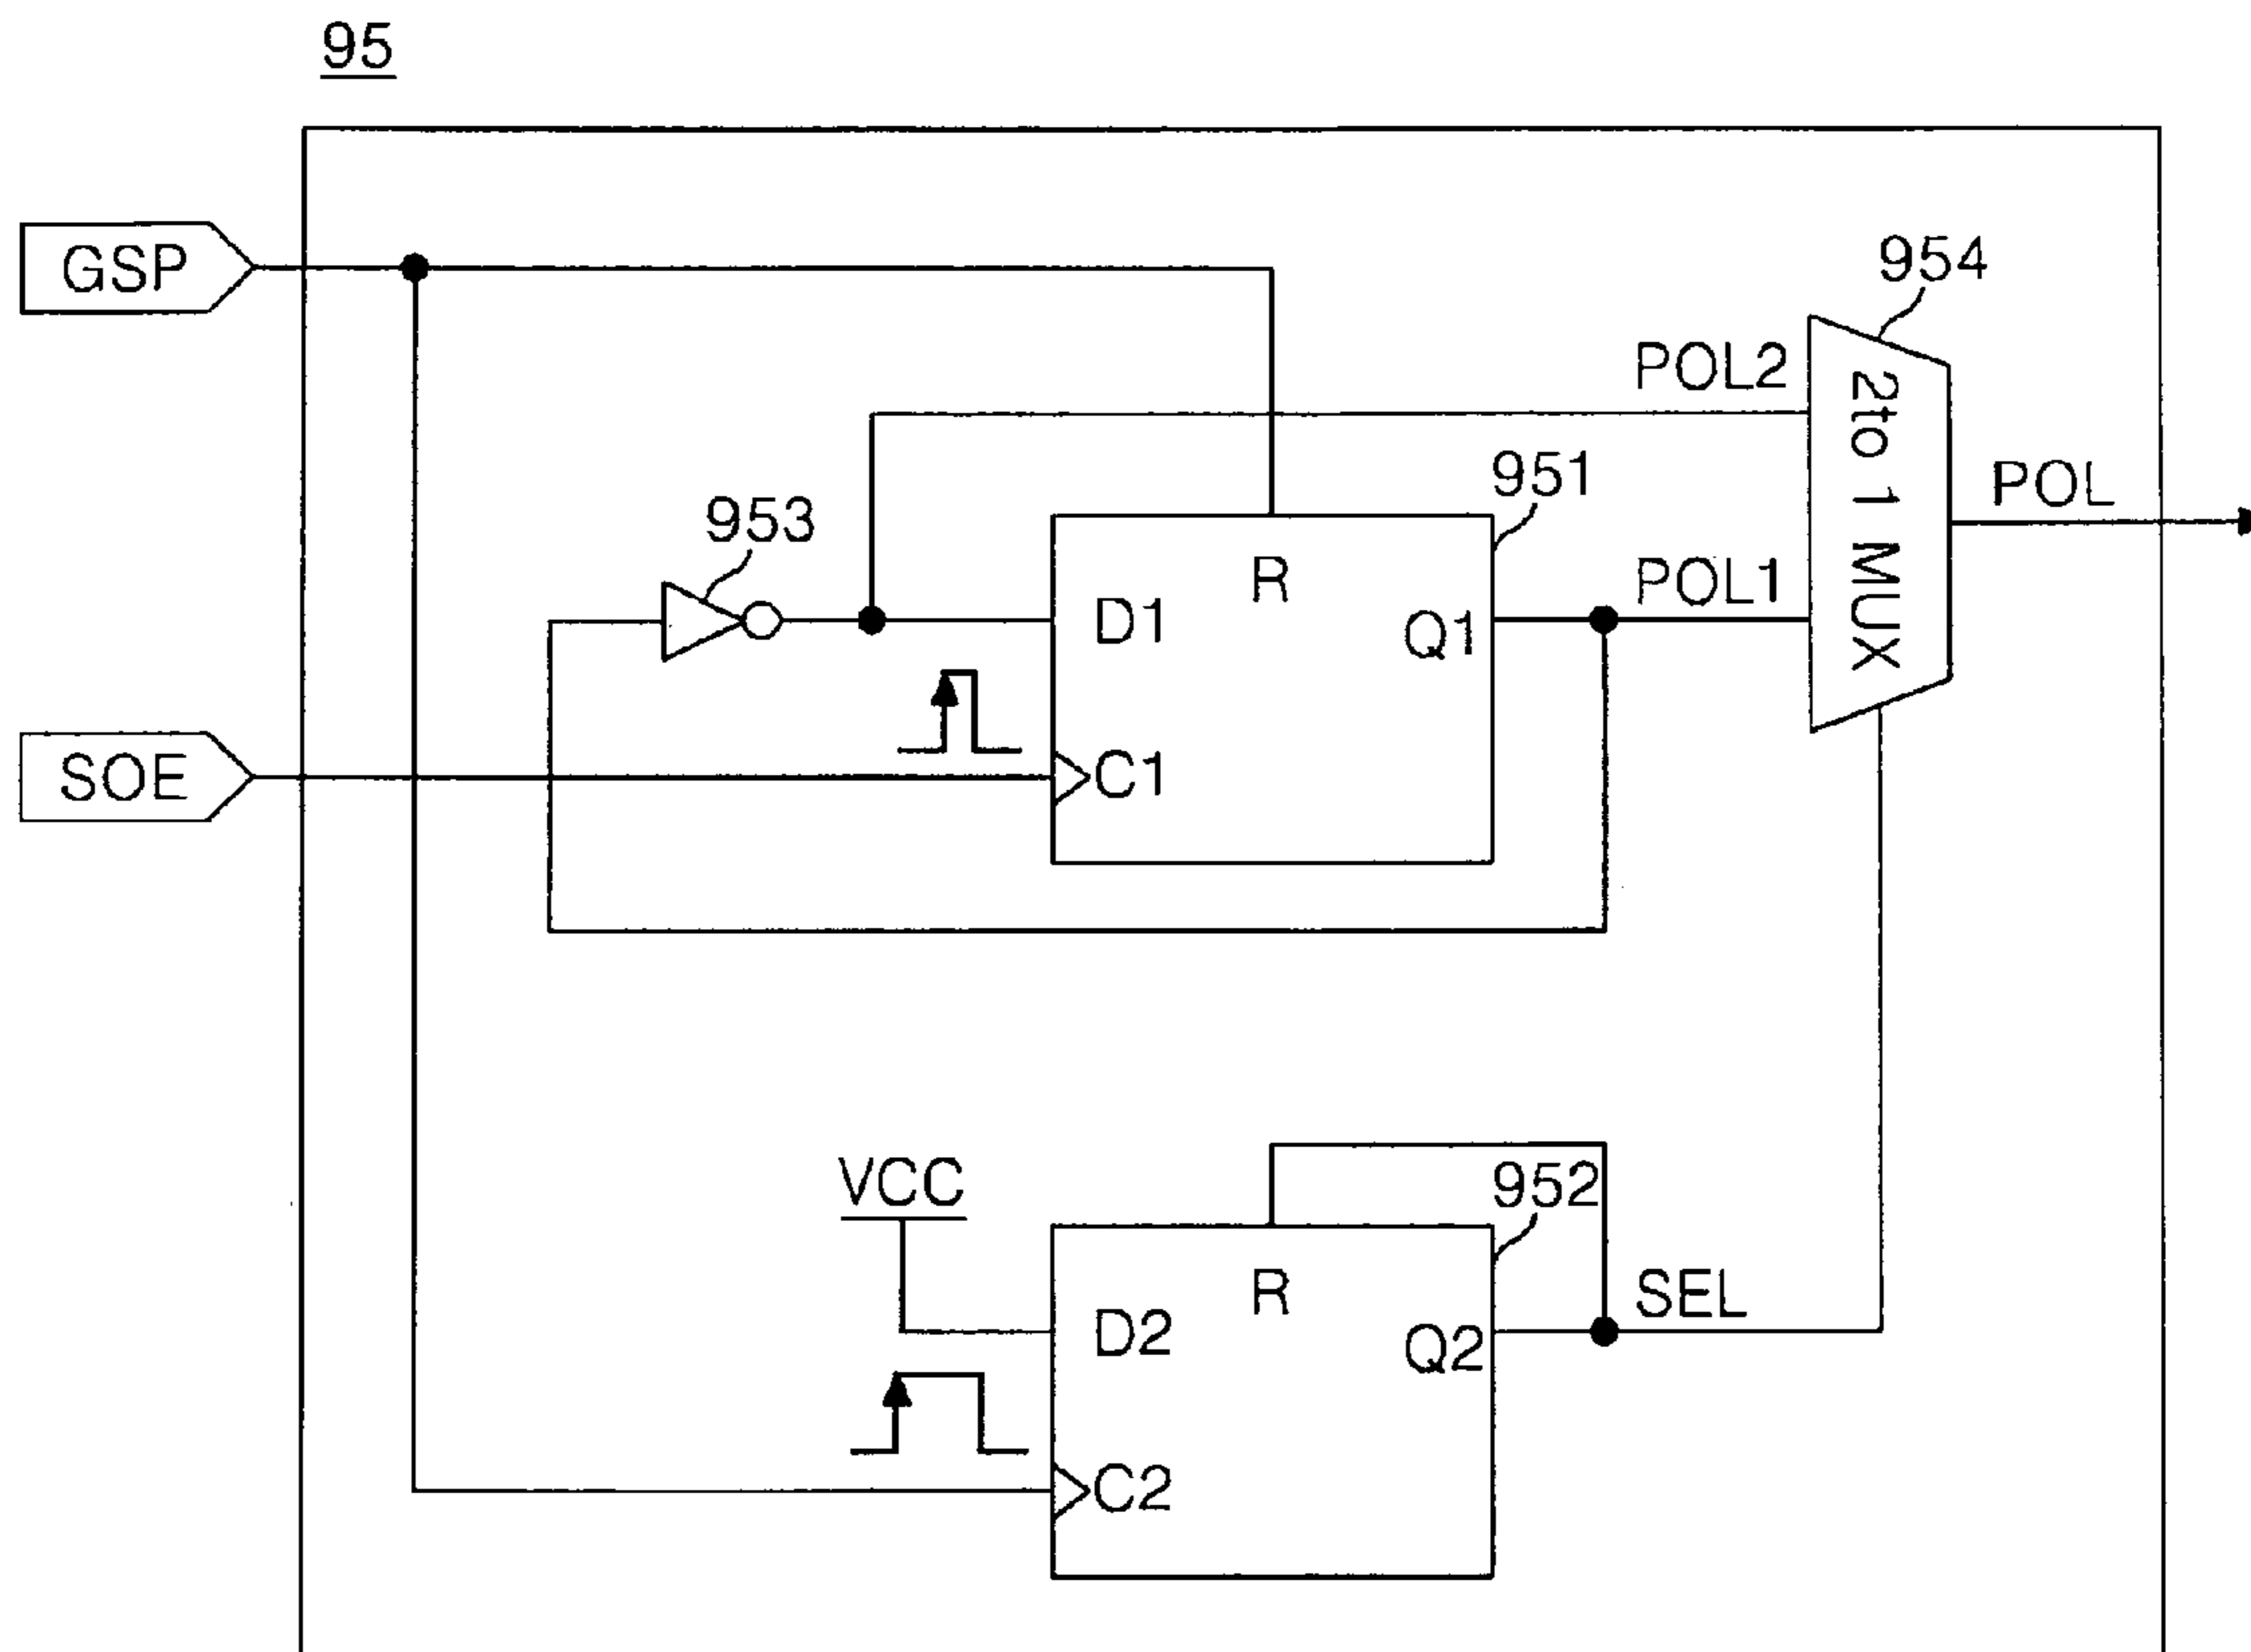 95
GSP
954
POL2
2to 1 MUX
951
POL
953
POL1
R
D1
Q1
SOE
C1
VCC
952
R
SEL
D2
Q2
C2